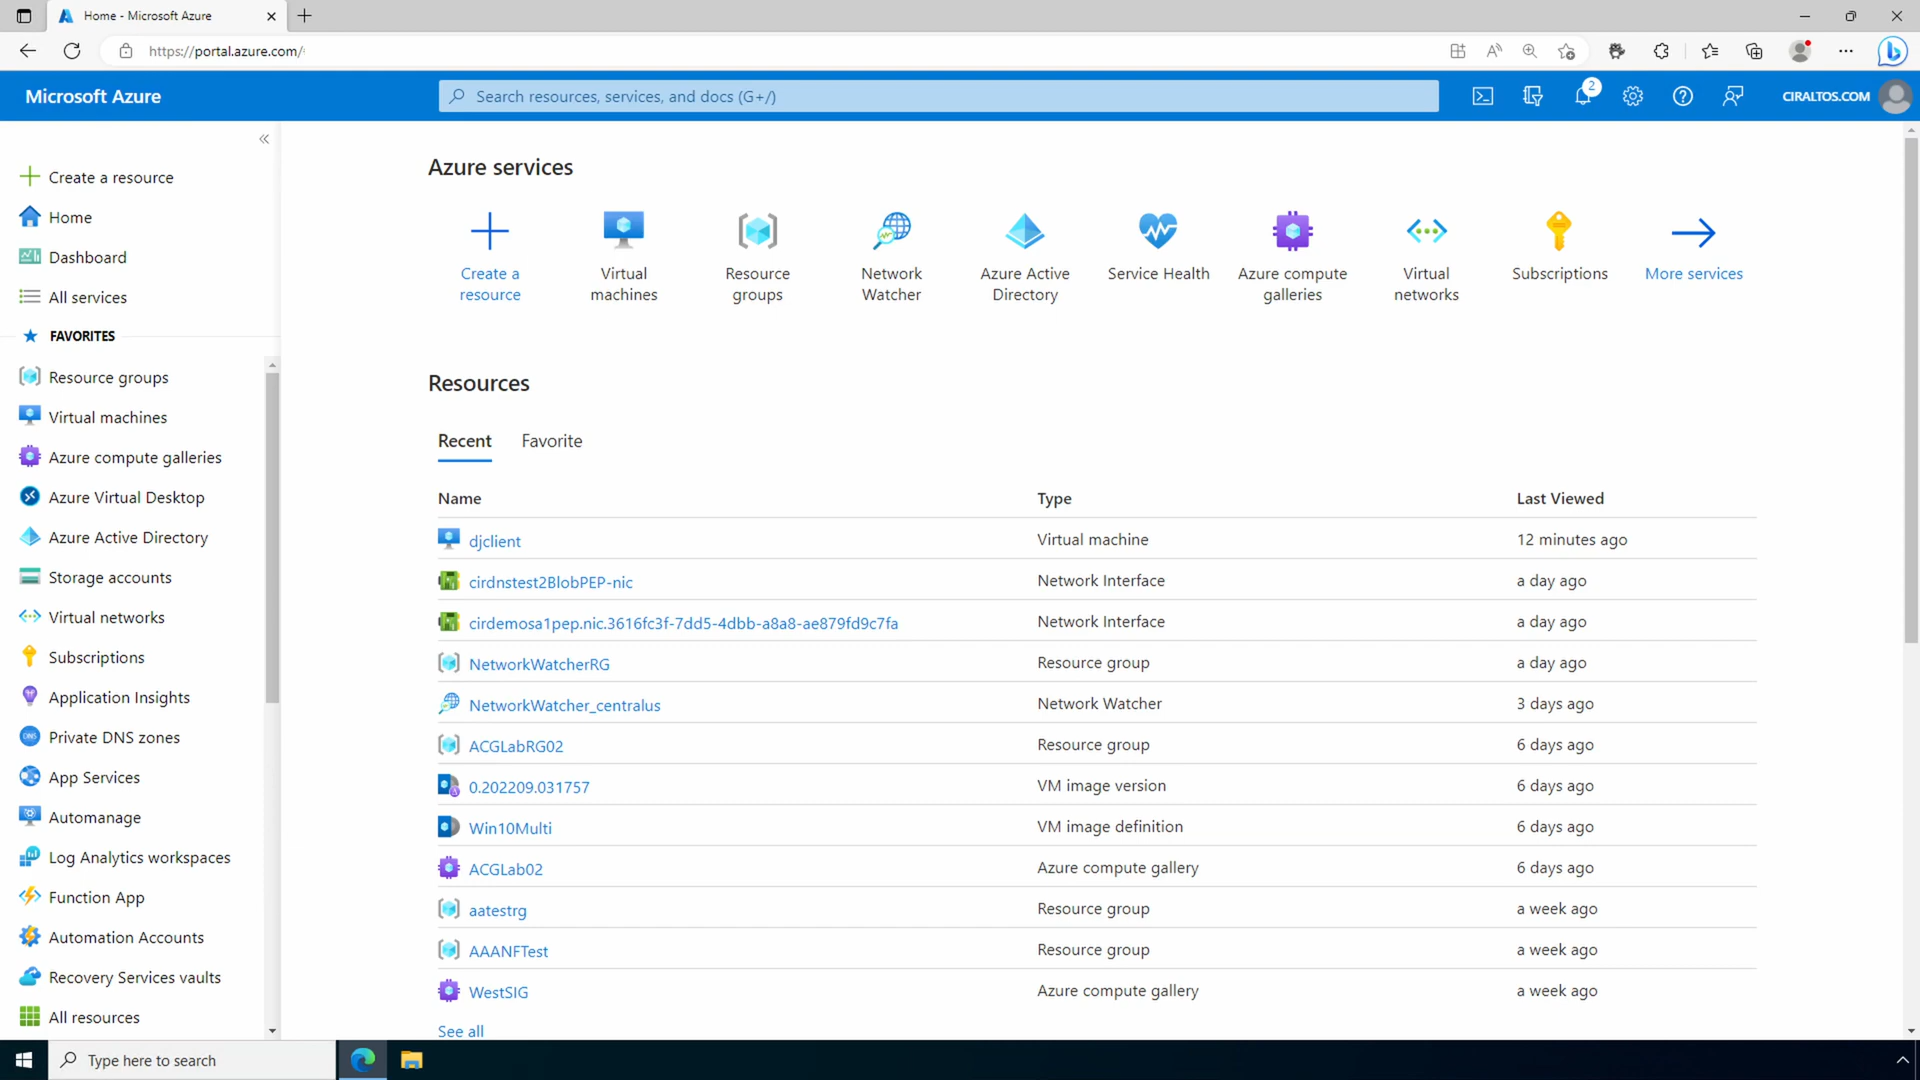 Home - Microsoft Azure
https://portal.azure.com/
Microsoft Azure
Search resources, services, and docs (G+/)
2
CIRALTOS.COM
Create a resource
Home
Dashboard
All services
FAVORITES
Resource groups
Virtual machines
Azure compute galleries
Azure Virtual Desktop
Azure Active Directory
Storage accounts
Virtual networks
Subscriptions
Application Insights
Private DNS zones
App Services
Automanage
Log Analytics workspaces
Function App
Automation Accounts
Recovery Services vaults
All resources
Azure services
Create a
resource
Virtual
machines
Resource
groups
Network
Watcher
Azure Active
Directory
Service Health
Azure compute
galleries
Virtual
networks
Subscriptions
More services
Resources
Recent Favorite
Name Type Last Viewed
djclient Virtual machine 12 minutes ago
cirdnstest2BlobPEP-nic Network Interface a day ago
cirdemosa1pep.nic.3616fc3f-7dd5-4dbb-a8a8-ae879fd9c7fa Network Interface a day ago
NetworkWatcherRG Resource group a day ago
NetworkWatcher_centralus Network Watcher 3 days ago
ACGLabRG02 Resource group 6 days ago
0.202209.031757 VM image version 6 days ago
Win10Multi VM image definition 6 days ago
ACGLab02 Azure compute gallery 6 days ago
aatestrg Resource group a week ago
AAANFTest Resource group a week ago
WestSIG Azure compute gallery a week ago
See all
Type here to search